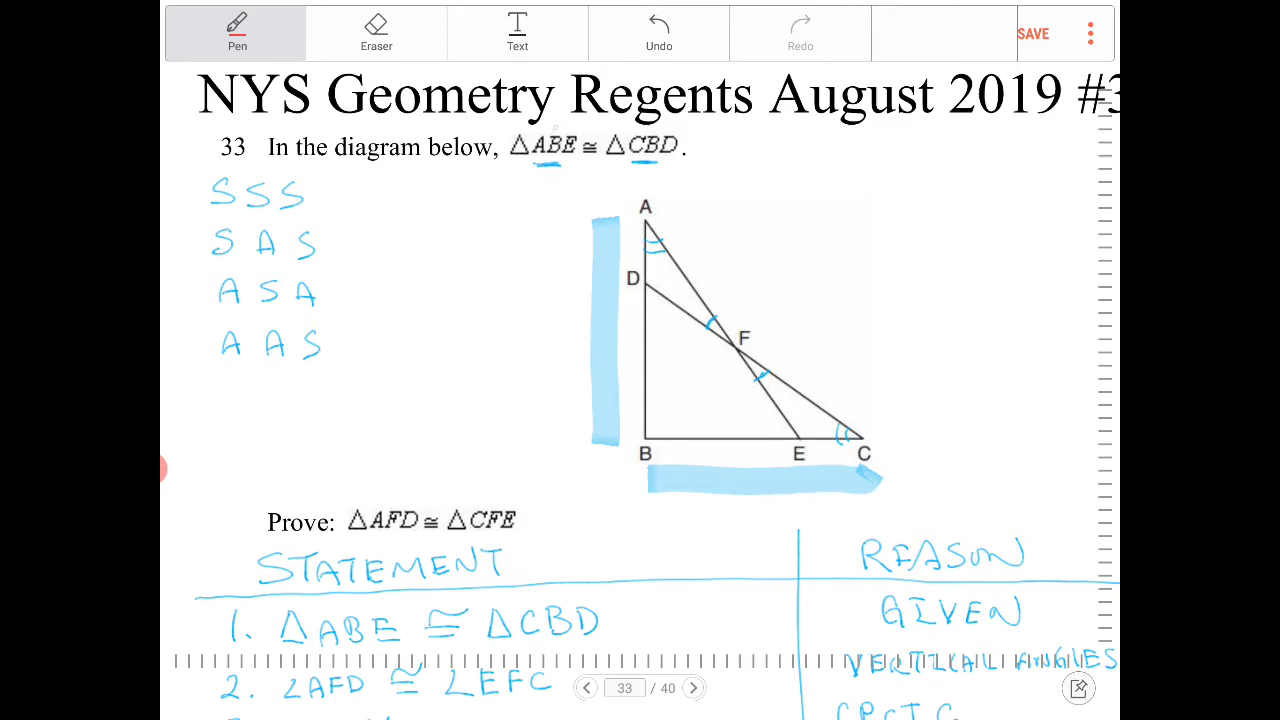 Pen Eraser Text Undo Redo SAVE
NYS Geometry Regents August 2019 #3
33 In the diagram below, △ABE ≅ △CBD.
SSS
SAS
ASA
AAS
A
D
F
B E C
Prove: △AFD ≅ △CFE
STATEMENT REASON
1. △ABE ≅ △CBD GIVEN
2. ∠AFD ≅ ∠EFC VERTICAL ANGLES
33 / 40
CPCTC